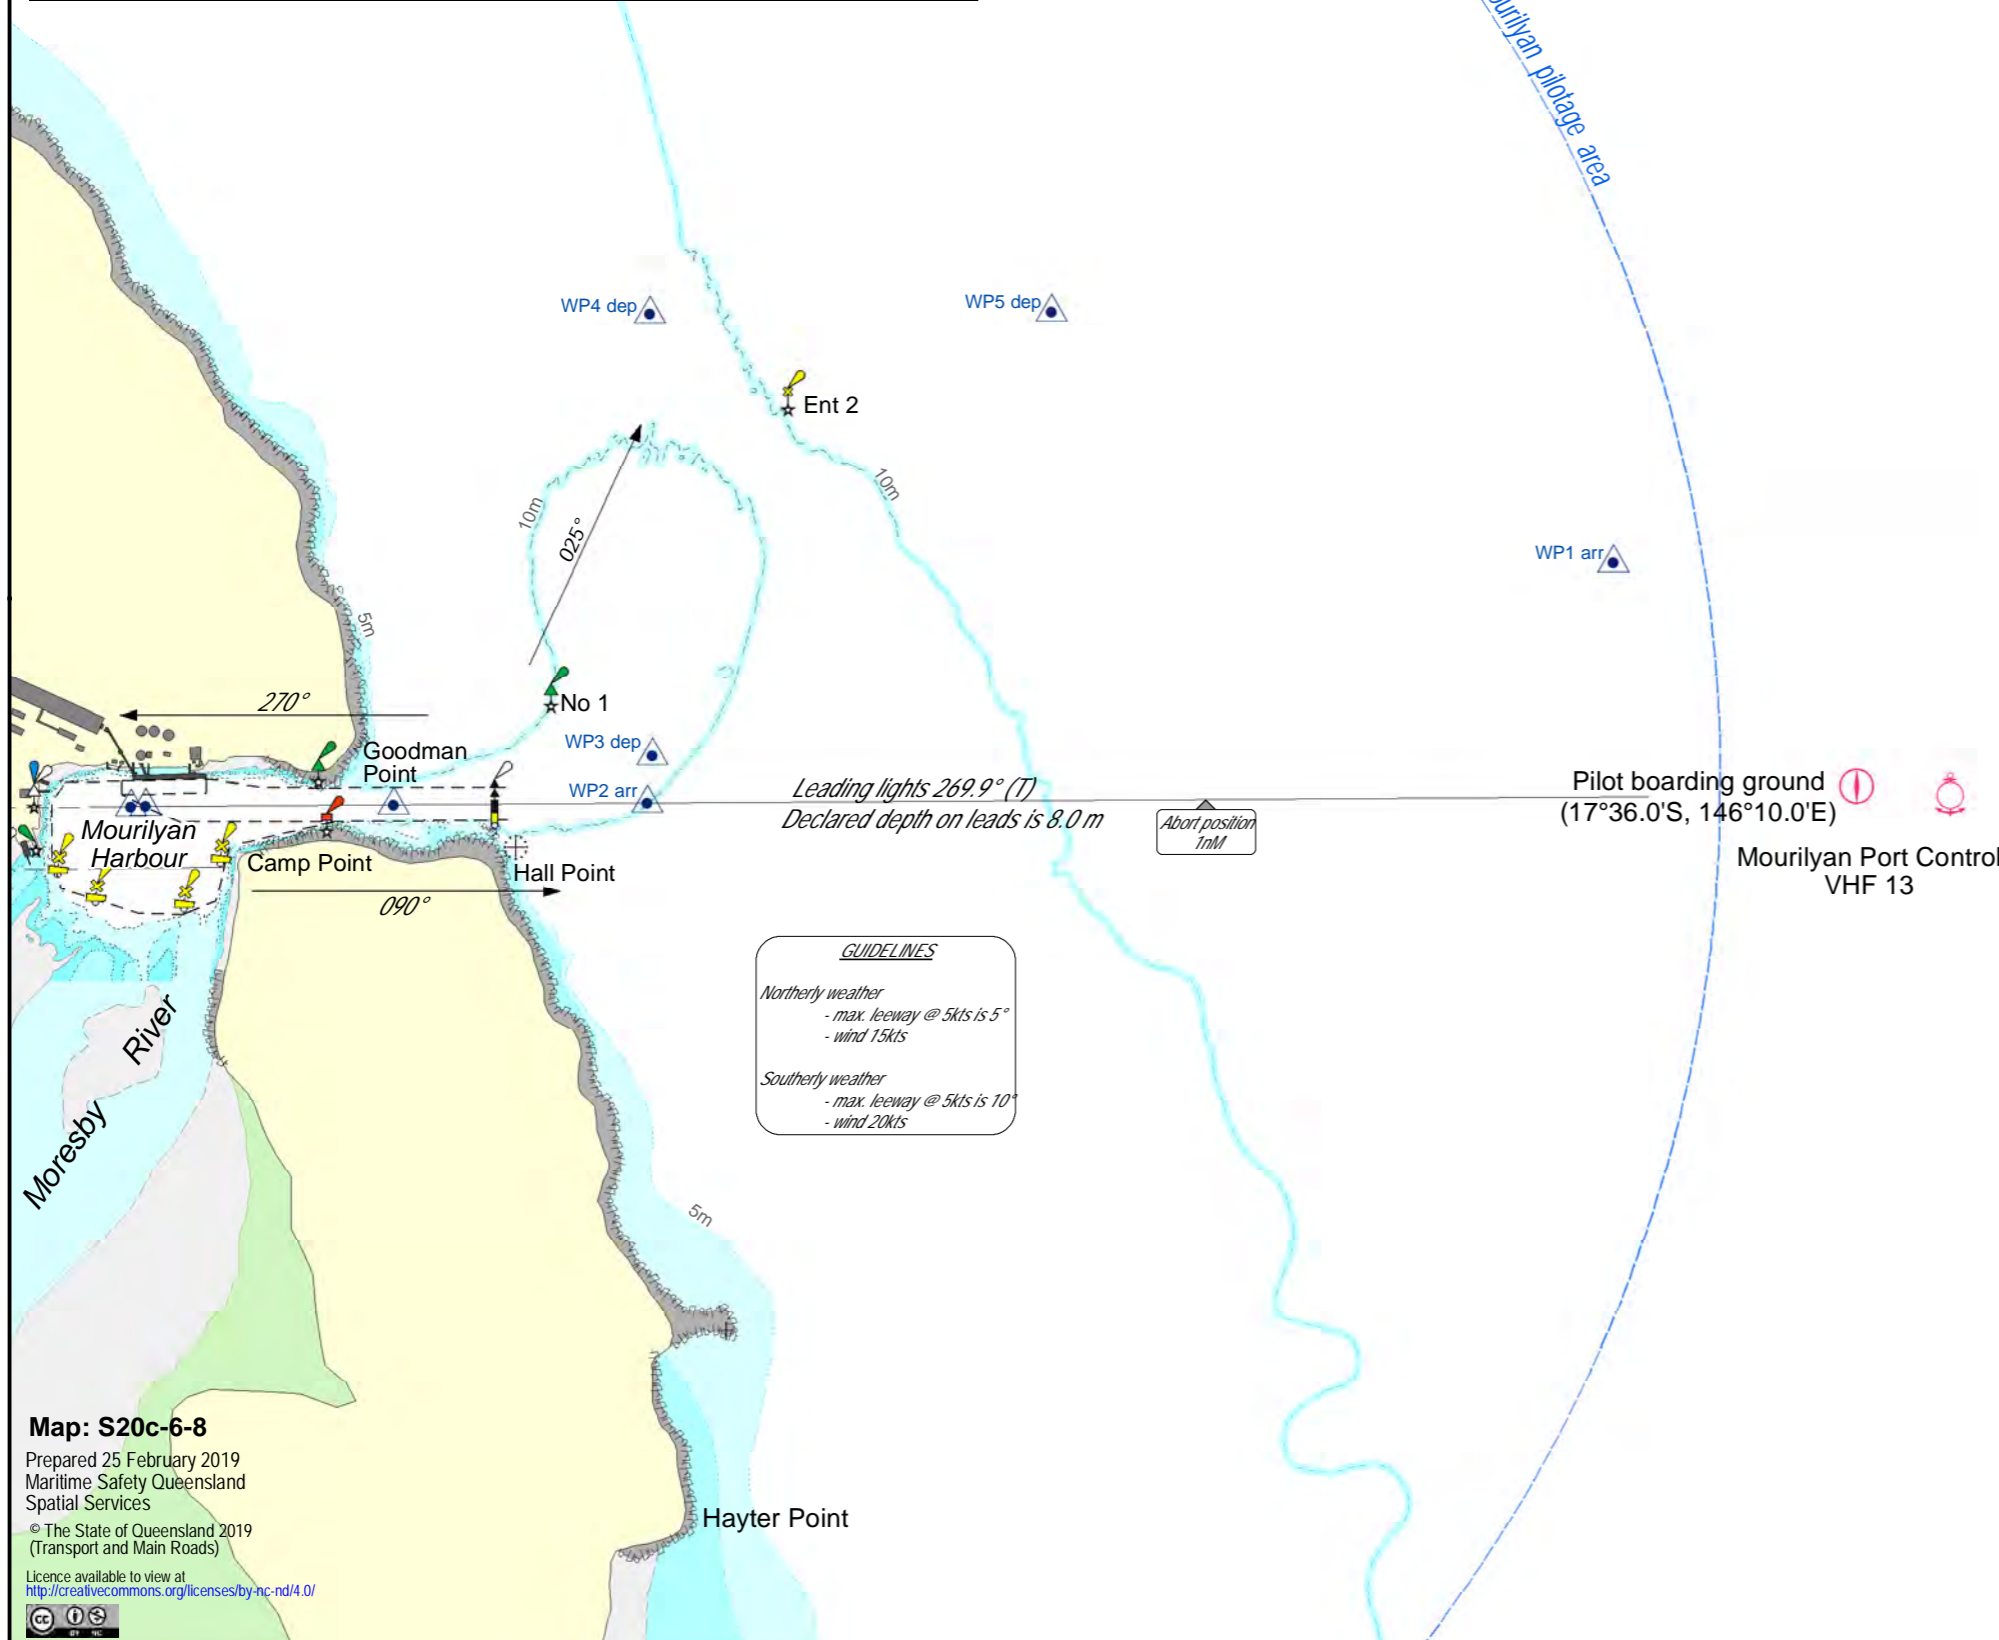 ourilyan pilotage area
WP4 dep
WP5 dep
Ent 2
10m
10m
025°
WP1 arr
5m
270°
No 1
Goodman
Point
WP3 dep
WP2 arr
Leading lights 269.9° (T)
Declared depth on leads is 8.0 m
Abort position
1nM
Pilot boarding ground
(17°36.0'S, 146°10.0'E)
Mourilyan Port Control
VHF 13
Mourilyan
Harbour
Camp Point
Hall Point
090°
GUIDELINES
Northerly weather
- max. leeway @ 5kts is 5°
- wind 15kts
Southerly weather
- max. leeway @ 5kts is 10°
- wind 20kts
Moresby River
5m
Hayter Point
Map: S20c-6-8
Prepared 25 February 2019
Maritime Safety Queensland
Spatial Services
© The State of Queensland 2019
(Transport and Main Roads)
Licence available to view at
http://creativecommons.org/licenses/by-nc-nd/4.0/
cc
BY NC